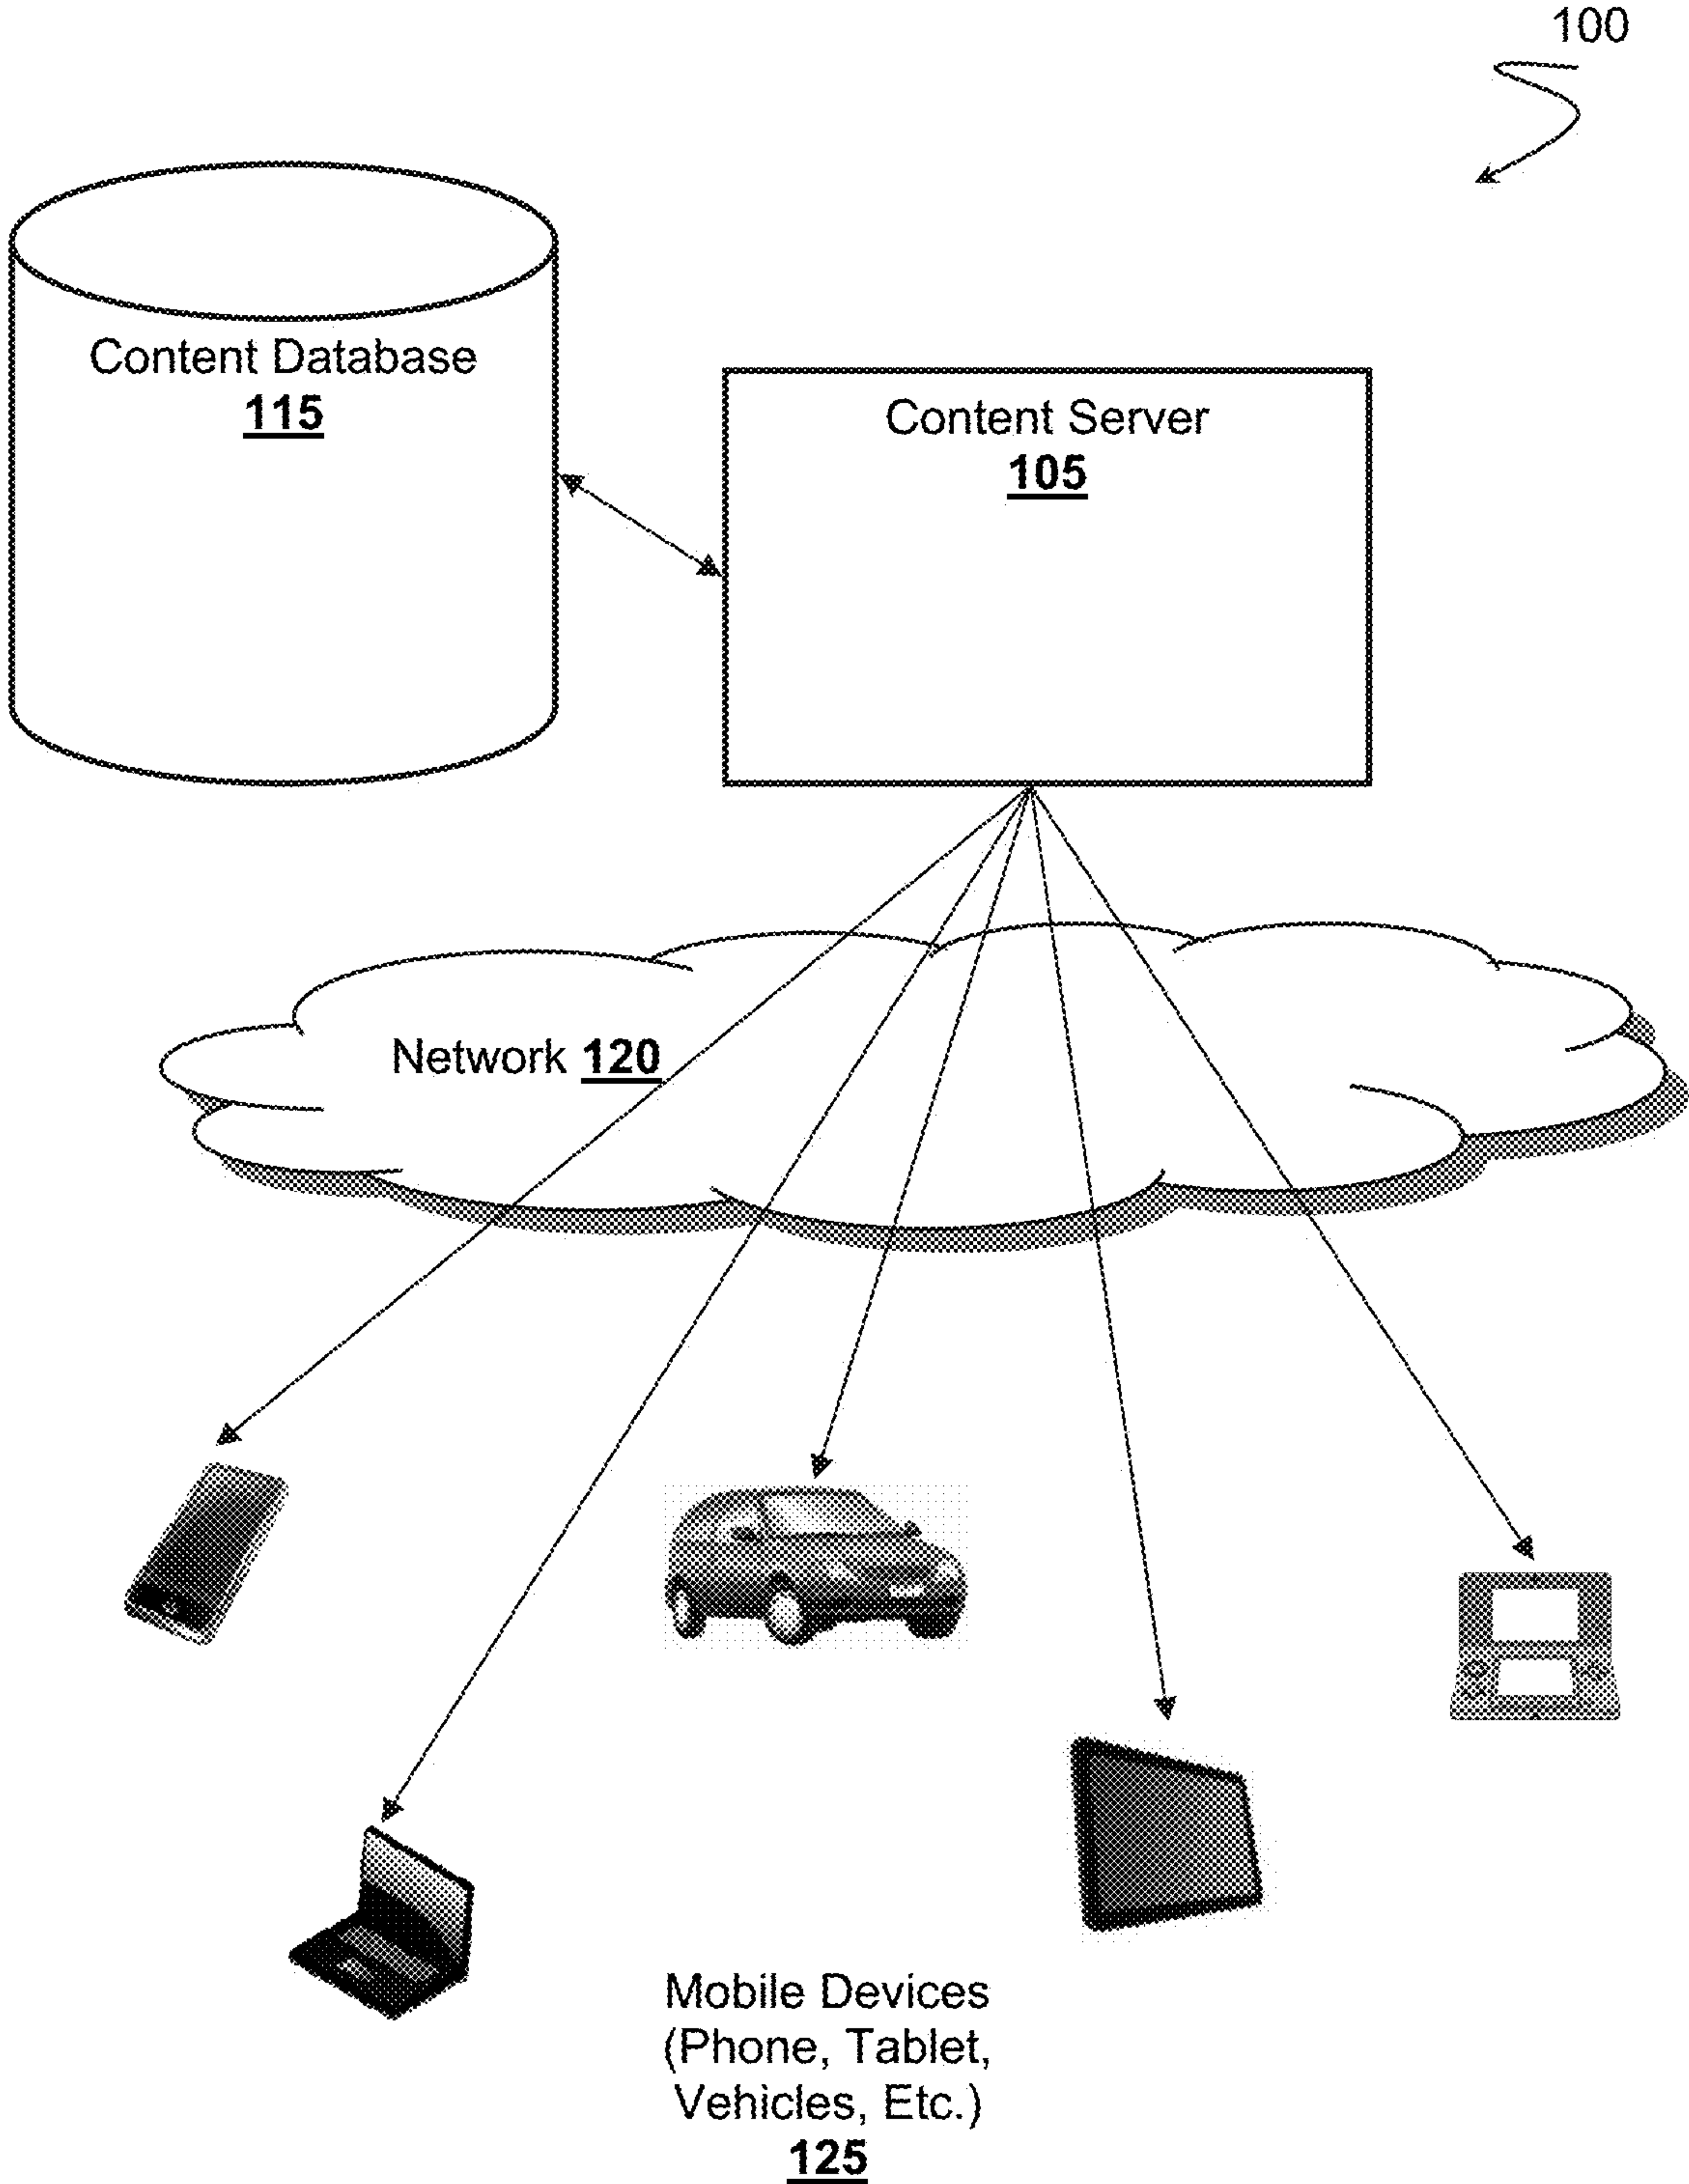 100
Content Database
115
Content Server
105
Network 120
Mobile Devices
(Phone, Tablet,
Vehicles, Etc.)
125